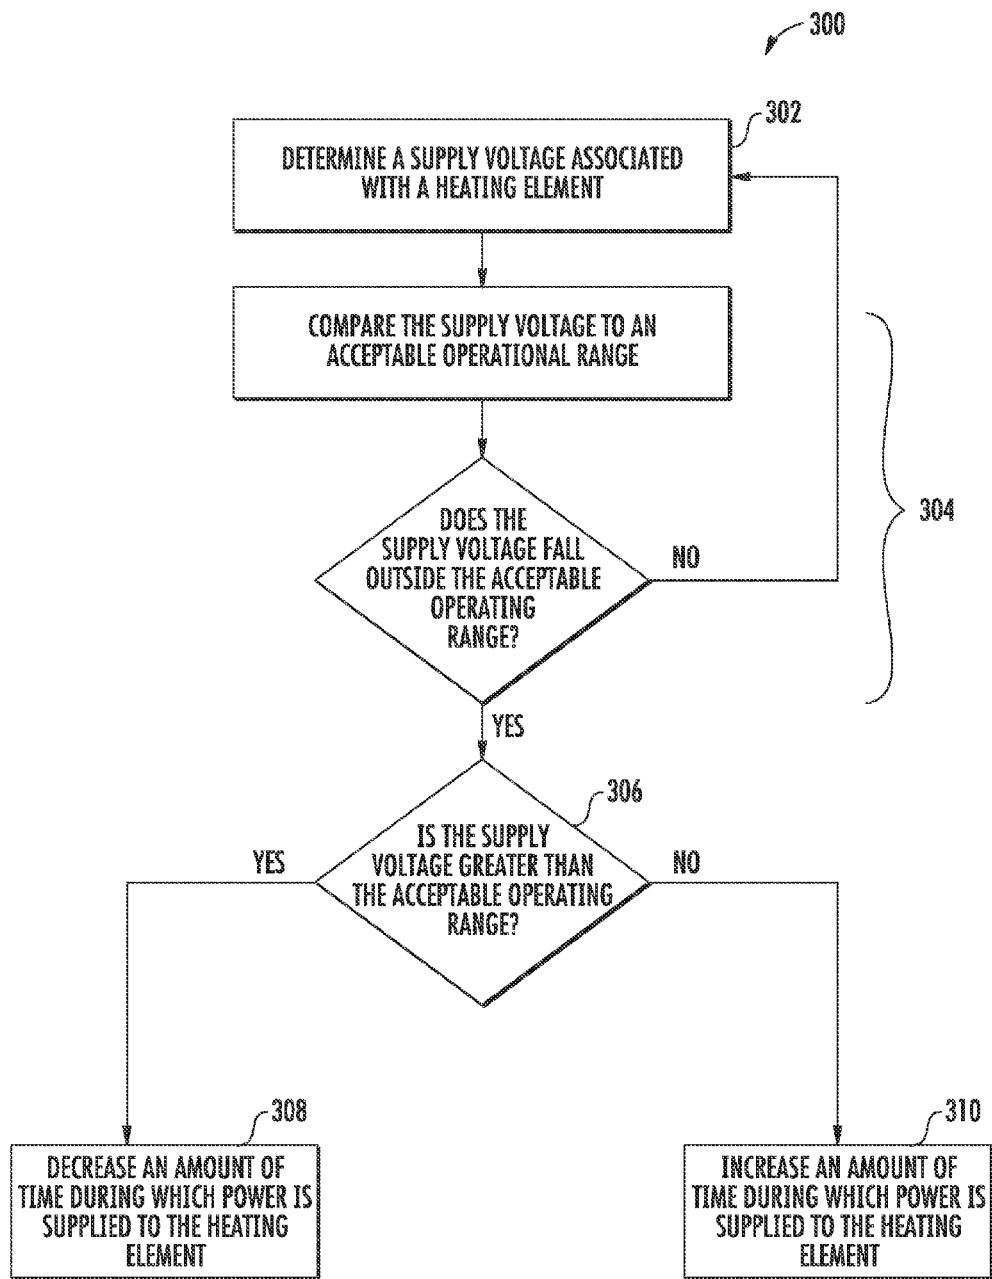 300
302
DETERMINE A SUPPLY VOLTAGE ASSOCIATED
WITH A HEATING ELEMENT
COMPARE THE SUPPLY VOLTAGE TO AN
ACCEPTABLE OPERATIONAL RANGE
304
DOES THE
SUPPLY VOLTAGE FALL
OUTSIDE THE ACCEPTABLE
OPERATING
RANGE?
NO
YES
306
IS THE SUPPLY
VOLTAGE GREATER THAN
THE ACCEPTABLE OPERATING
RANGE?
YES
NO
308
DECREASE AN AMOUNT OF
TIME DURING WHICH POWER IS
SUPPLIED TO THE HEATING
ELEMENT
310
INCREASE AN AMOUNT OF
TIME DURING WHICH POWER IS
SUPPLIED TO THE HEATING
ELEMENT